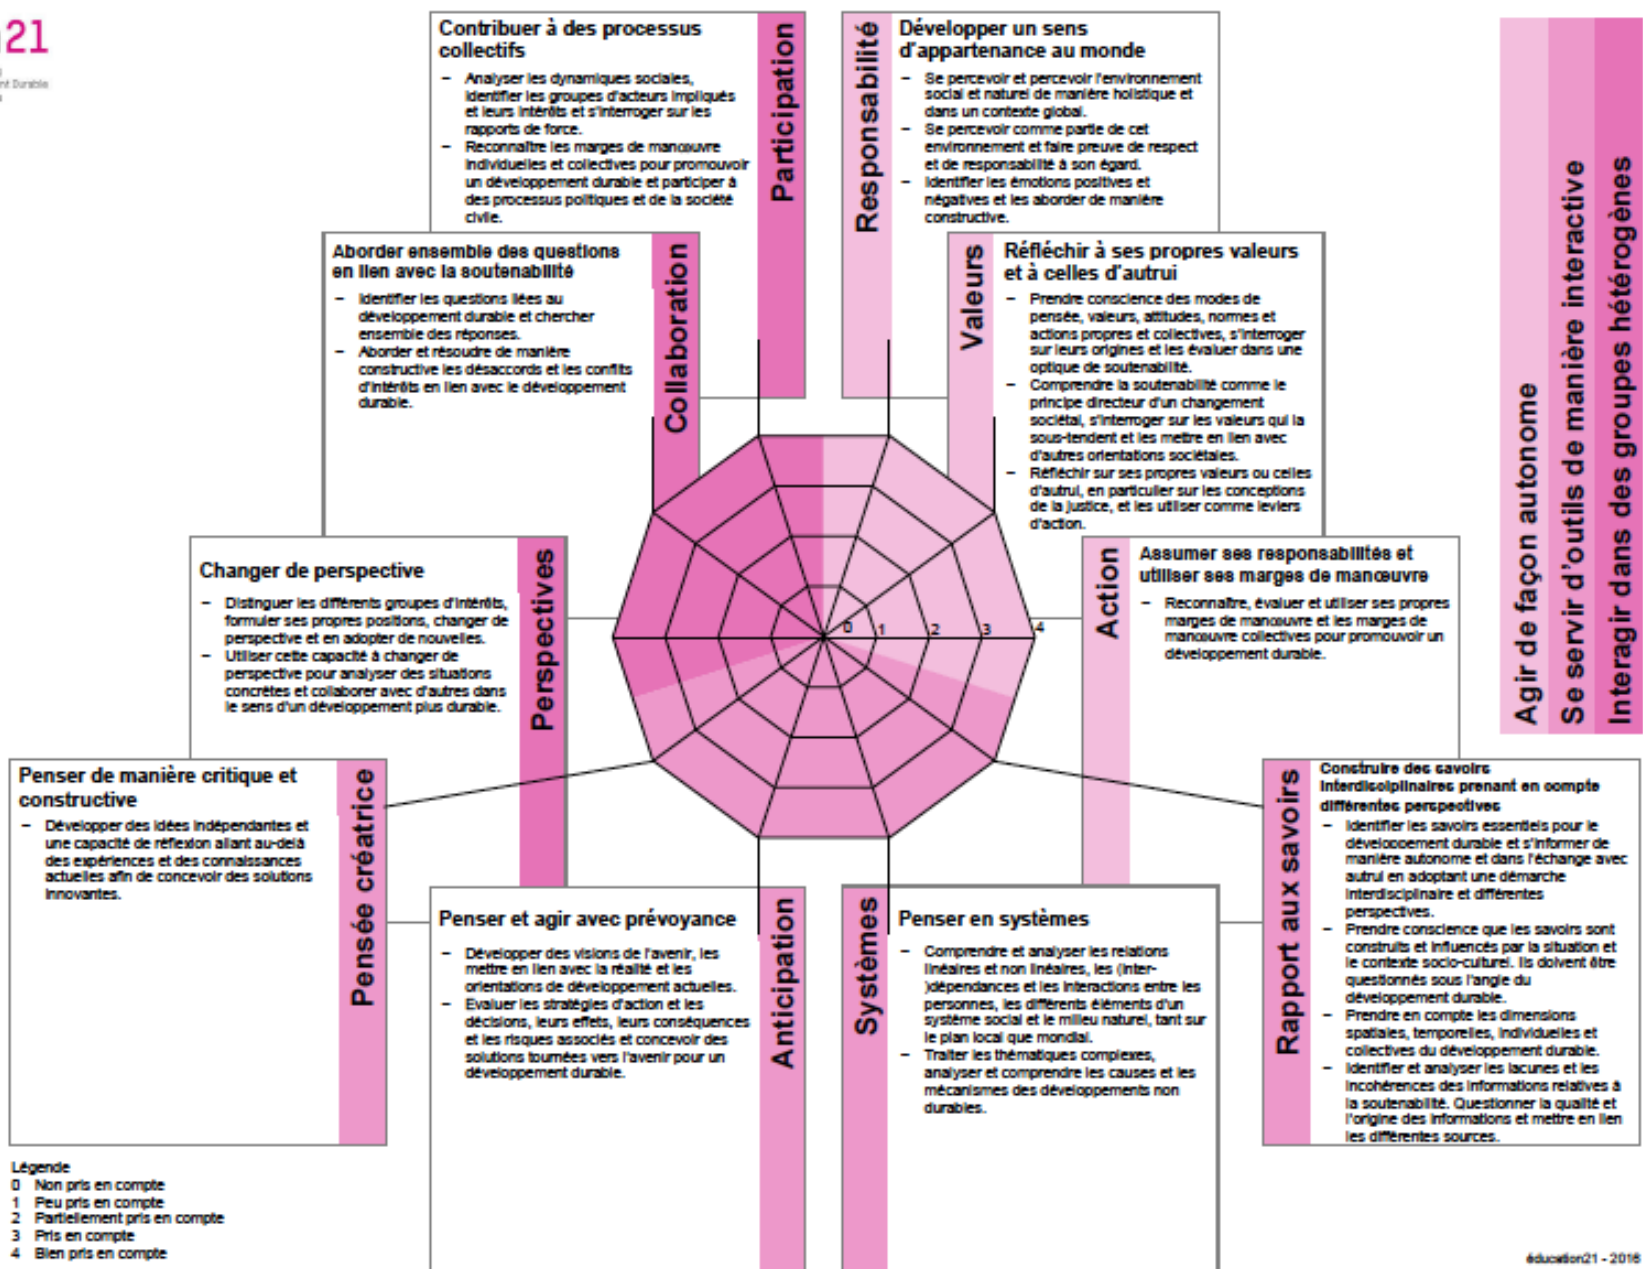 21
nt Durable
Contribuer à des processus
collectifs
– Analyser les dynamiques sociales,
identifier les groupes d'acteurs impliqués
et leurs intérêts et s'interroger sur les
rapports de force.
– Reconnaître les marges de manœuvre
individuelles et collectives pour promouvoir
un développement durable et participer à
des processus politiques et de la société
civile.
Participation
Responsabilité
Développer un sens
d'appartenance au monde
– Se percevoir et percevoir l'environnement
social et naturel de manière holistique et
dans un contexte global.
– Se percevoir comme partie de cet
environnement et faire preuve de respect
et de responsabilité à son égard.
– Identifier les émotions positives et
négatives et les aborder de manière
constructive.
Aborder ensemble des questions
en lien avec la soutenabilité
– Identifier les questions liées au
développement durable et chercher
ensemble des réponses.
– Aborder et résoudre de manière
constructive les désaccords et les conflits
d'intérêts en lien avec le développement
durable.
Collaboration
Valeurs
Réfléchir à ses propres valeurs
et à celles d'autrui
– Prendre conscience des modes de
pensée, valeurs, attitudes, normes et
actions propres et collectives, s'interroger
sur leurs origines et les évaluer dans une
optique de soutenabilité.
– Comprendre la soutenabilité comme le
principe directeur d'un changement
sociétal, s'interroger sur les valeurs qui la
sous-tendent et les mettre en lien avec
d'autres orientations sociétales.
– Réfléchir sur ses propres valeurs ou celles
d'autrui, en particulier sur les conceptions
de la justice, et les utiliser comme leviers
d'action.
Changer de perspective
– Distinguer les différents groupes d'intérêts,
formuler ses propres positions, changer de
perspective et en adopter de nouvelles.
– Utiliser cette capacité à changer de
perspective pour analyser des situations
concrètes et collaborer avec d'autres dans
le sens d'un développement plus durable.
Perspectives
0 1 2 3 4
Action
Assumer ses responsabilités et
utiliser ses marges de manœuvre
– Reconnaître, évaluer et utiliser ses propres
marges de manœuvre et les marges de
manœuvre collectives pour promouvoir un
développement durable.
Agir de façon autonome
Se servir d'outils de manière interactive
Interagir dans des groupes hétérogènes
Penser de manière critique et
constructive
– Développer des idées indépendantes et
une capacité de réflexion allant au-delà
des expériences et des connaissances
actuelles afin de concevoir des solutions
innovantes.
Pensée créatrice
Penser et agir avec prévoyance
– Développer des visions de l'avenir, les
mettre en lien avec la réalité et les
orientations de développement actuelles.
– Evaluer les stratégies d'action et les
décisions, leurs effets, leurs conséquences
et les risques associés et concevoir des
solutions tournées vers l'avenir pour un
développement durable.
Anticipation
Systèmes
Penser en systèmes
– Comprendre et analyser les relations
linéaires et non linéaires, les (inter-
)dépendances et les interactions entre les
personnes, les différents éléments d'un
système social et le milieu naturel, tant sur
le plan local que mondial.
– Traiter les thématiques complexes,
analyser et comprendre les causes et les
mécanismes des développements non
durables.
Rapport aux savoirs
Construire des savoirs
interdisciplinaires prenant en compte
différentes perspectives
– Identifier les savoirs essentiels pour le
développement durable et s'informer de
manière autonome et dans l'échange avec
autrui en adoptant une démarche
interdisciplinaire et différentes
perspectives.
– Prendre conscience que les savoirs sont
construits et influencés par la situation et
le contexte socio-culturel. Ils doivent être
questionnés sous l'angle du
développement durable.
– Prendre en compte les dimensions
spatiales, temporelles, individuelles et
collectives du développement durable.
– Identifier et analyser les lacunes et les
incohérences des informations relatives à
la soutenabilité. Questionner la qualité et
l'origine des informations et mettre en lien
les différentes sources.
Légende
0 Non pris en compte
1 Peu pris en compte
2 Partiellement pris en compte
3 Pris en compte
4 Bien pris en compte
éducation21 - 2016